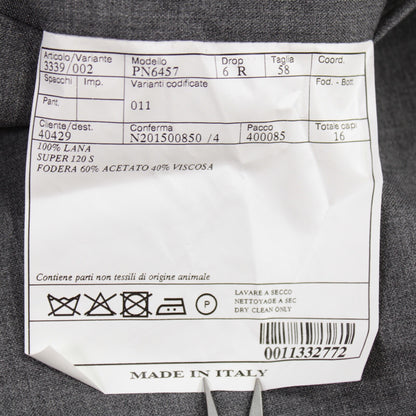 Articolo/Variante Modello Drop Taglia Coord.
3339/002 PN6457 6 R 58
Spacchi Imp. Varianti codificate Fod. - Bott.
Pant. 011
Cliente/dest. Conferma Pacco Totale capi
40429 N201500850 /4 400085 16
100% LANA
SUPER 120 S
FODERA 60% ACETATO 40% VISCOSA
Contiene parti non tessili di origine animale
P
LAVARE A SECCO
NETTOYAGE A SEC
DRY CLEAN ONLY
0011332772
MADE IN ITALY